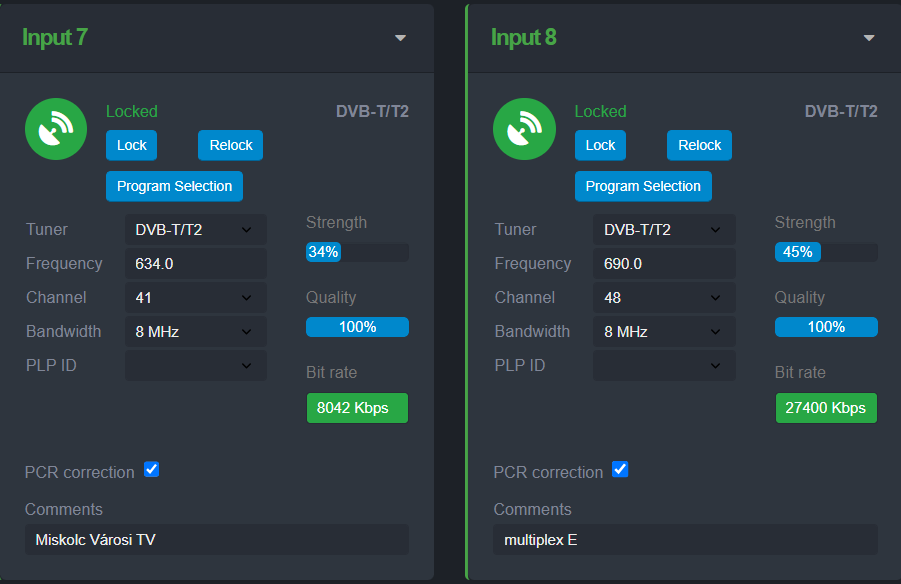 Input 7
Locked
DVB-T/T2
Lock
Relock
Program Selection
Tuner
DVB-T/T2
Frequency
634.0
Channel
41
Bandwidth
8 MHz
PLP ID
Strength
34%
Quality
100%
Bit rate
8042 Kbps
PCR correction
Comments
Miskolc Városi TV
Input 8
Locked
DVB-T/T2
Lock
Relock
Program Selection
Tuner
DVB-T/T2
Frequency
690.0
Channel
48
Bandwidth
8 MHz
PLP ID
Strength
45%
Quality
100%
Bit rate
27400 Kbps
PCR correction
Comments
multiplex E